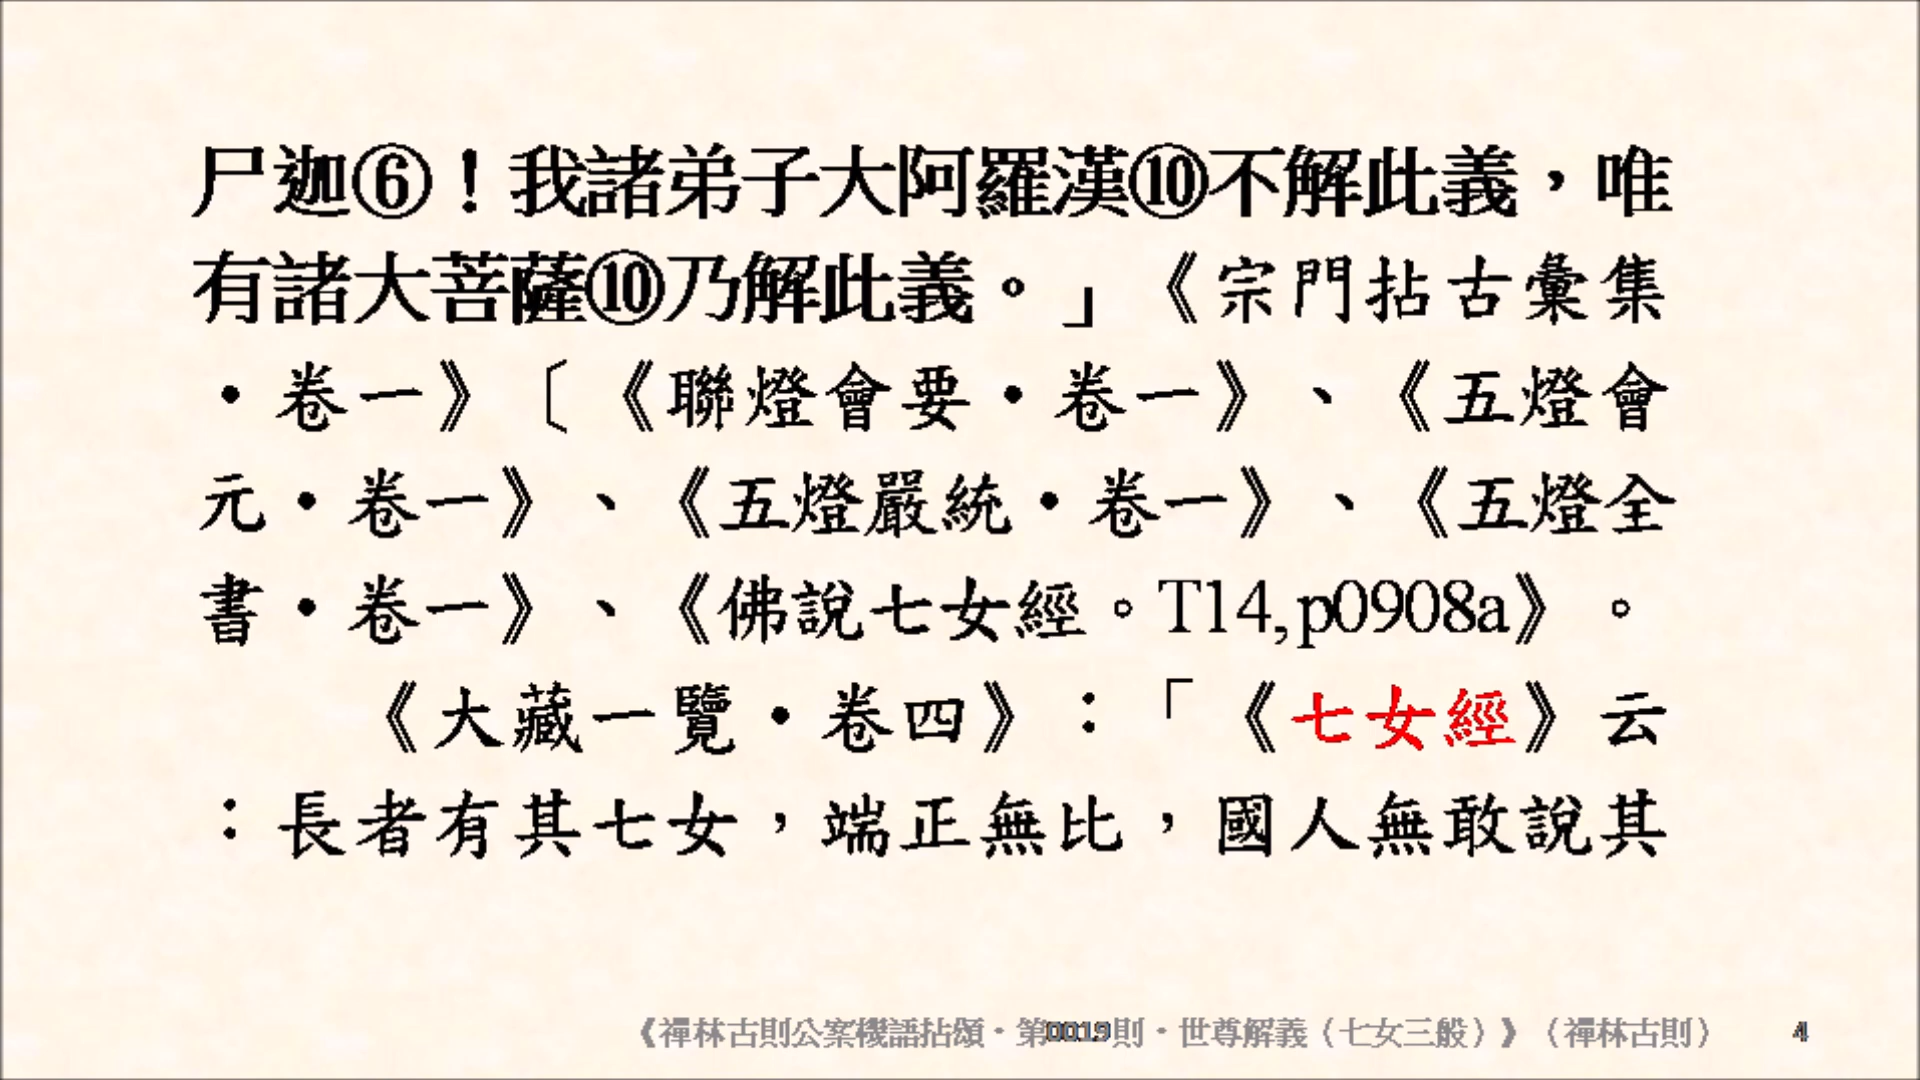 尸迦⑥！我諸弟子大阿羅漢⑩不解此義，唯
有諸大菩薩⑩乃解此義。」《宗門拈古彙集
・卷一》〔《聯燈會要・卷一》、《五燈會
元・卷一》、《五燈嚴統・卷一》、《五燈全
書・卷一》、《佛說七女經。T14, p0908a》。
《大藏一覽・卷四》：「《七女經》云
：長者有其七女，端正無比，國人無敢說其
《禪林古則公案機語拈頌・第0019則・世尊解義（七女三般）》（禪林古則） 4